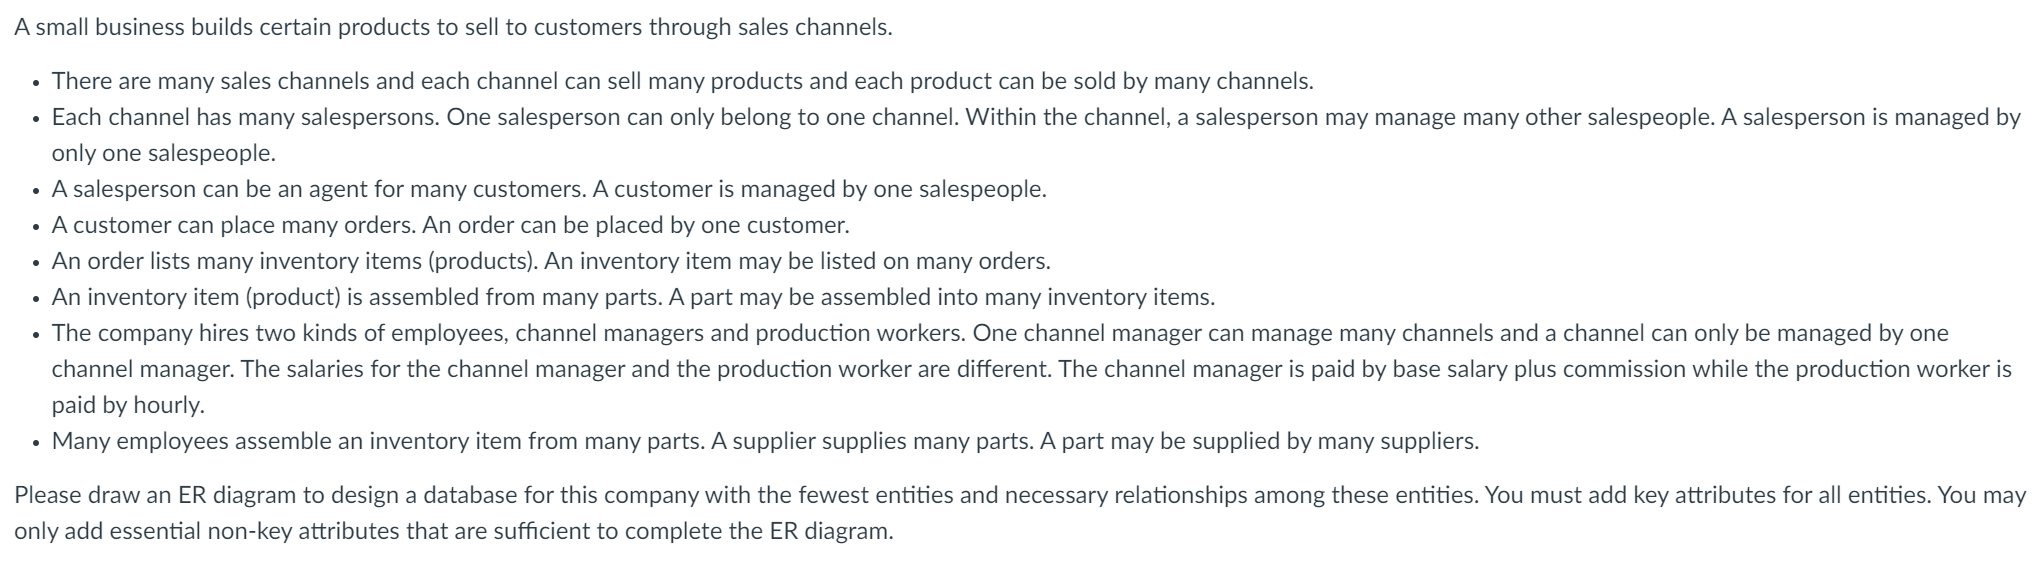 A small business builds certain products to sell to customers through sales channels.
• There are many sales channels and each channel can sell many products and each product can be sold by many channels.
• Each channel has many salespersons. One salesperson can only belong to one channel. Within the channel, a salesperson may manage many other salespeople. A salesperson is managed by
only one salespeople.
• A salesperson can be an agent for many customers. A customer is managed by one salespeople.
• A customer can place many orders. An order can be placed by one customer.
• An order lists many inventory items (products). An inventory item may be listed on many orders.
• An inventory item (product) is assembled from many parts. A part may be assembled into many inventory items.
• The company hires two kinds of employees, channel managers and production workers. One channel manager can manage many channels and a channel can only be managed by one
channel manager. The salaries for the channel manager and the production worker are different. The channel manager is paid by base salary plus commission while the production worker is
paid by hourly.
• Many employees assemble an inventory item from many parts. A supplier supplies many parts. A part may be supplied by many suppliers.
Please draw an ER diagram to design a database for this company with the fewest entities and necessary relationships among these entities. You must add key attributes for all entities. You may
only add essential non-key attributes that are sufficient to complete the ER diagram.